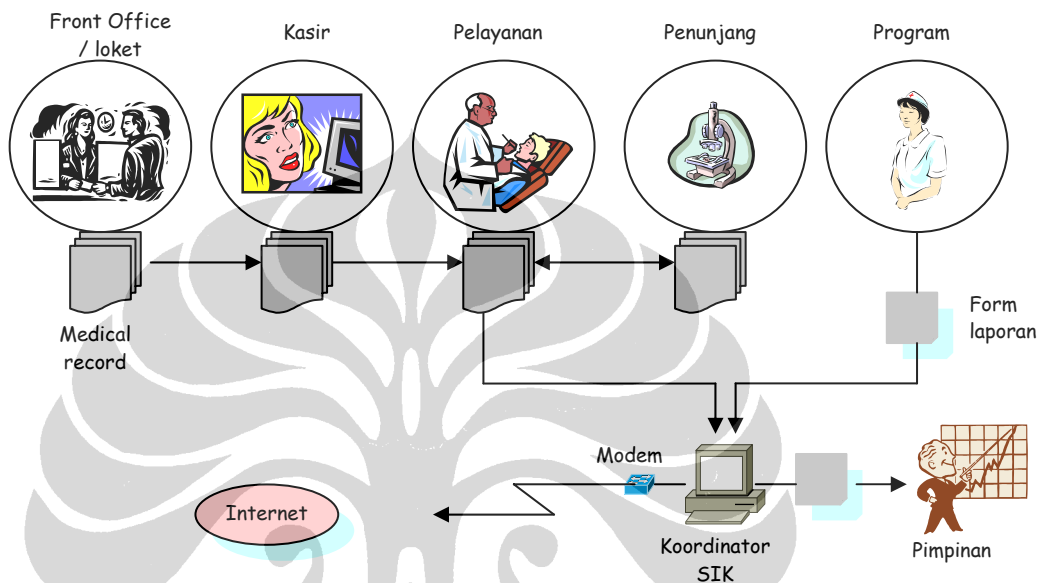 Front Office
/ loket
Kasir
Pelayanan
Penunjang
Program
Medical
record
Form
laporan
Modem
Internet
Koordinator
SIK
Pimpinan